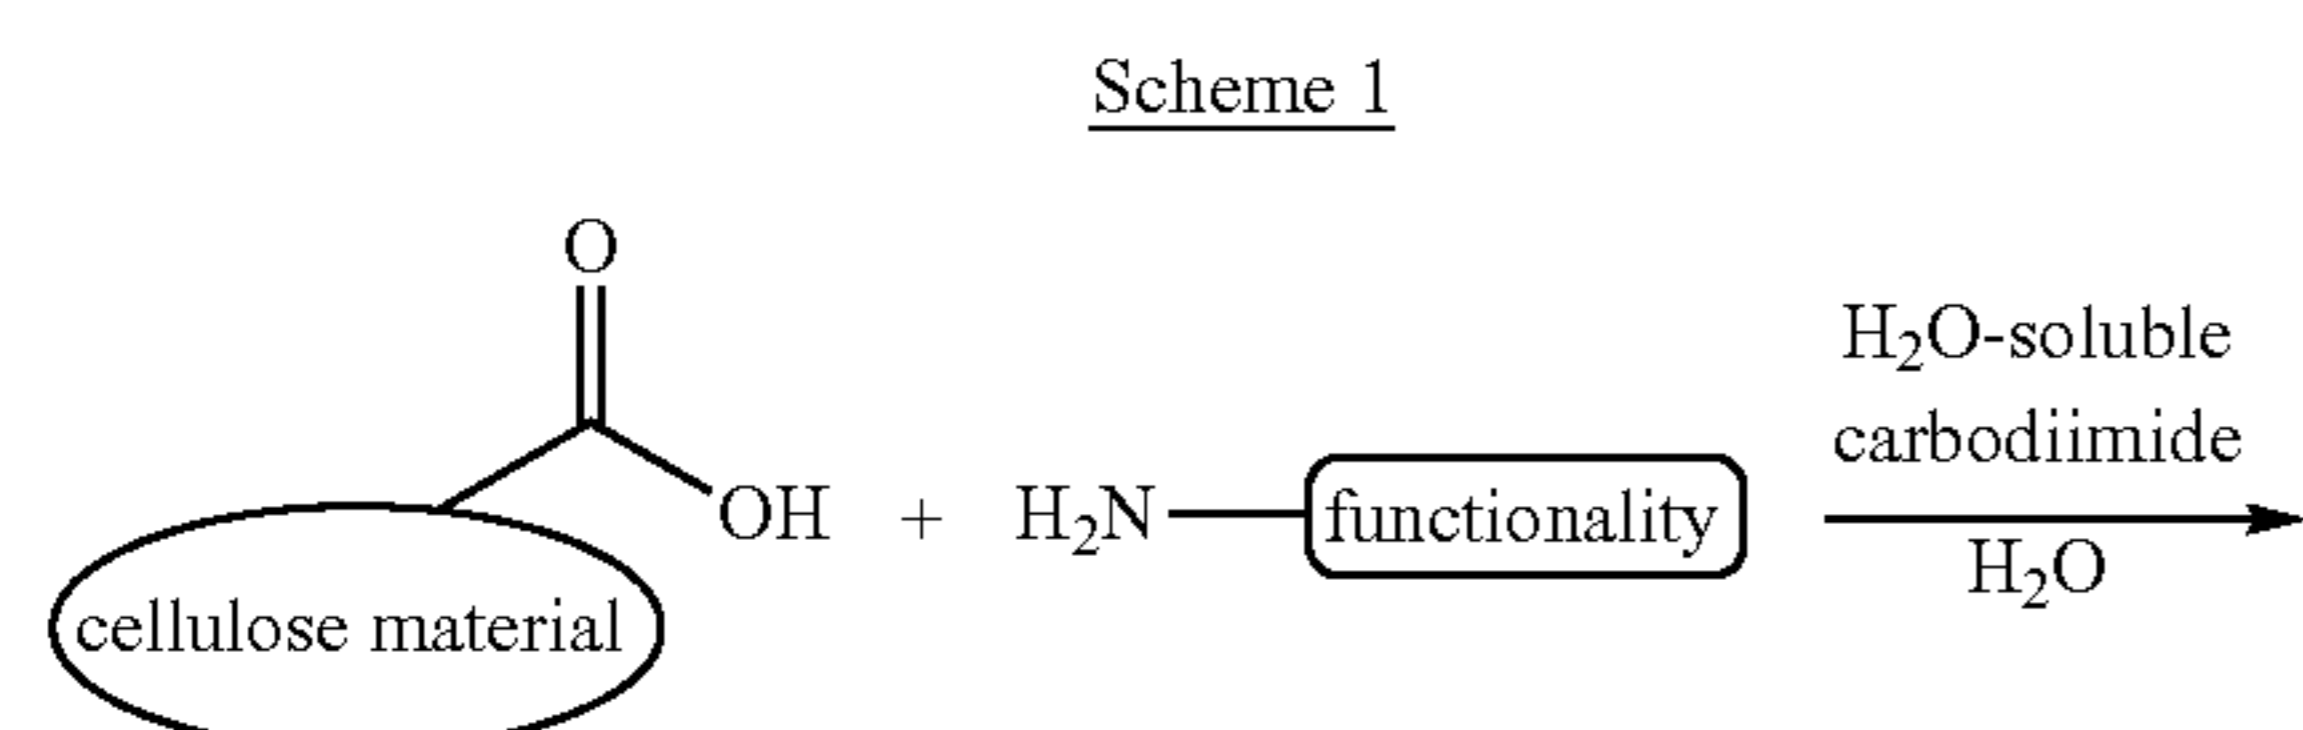 Scheme 1
O
OH + H₂N functionality
H₂O-soluble
carbodiimide
H₂O
cellulose material